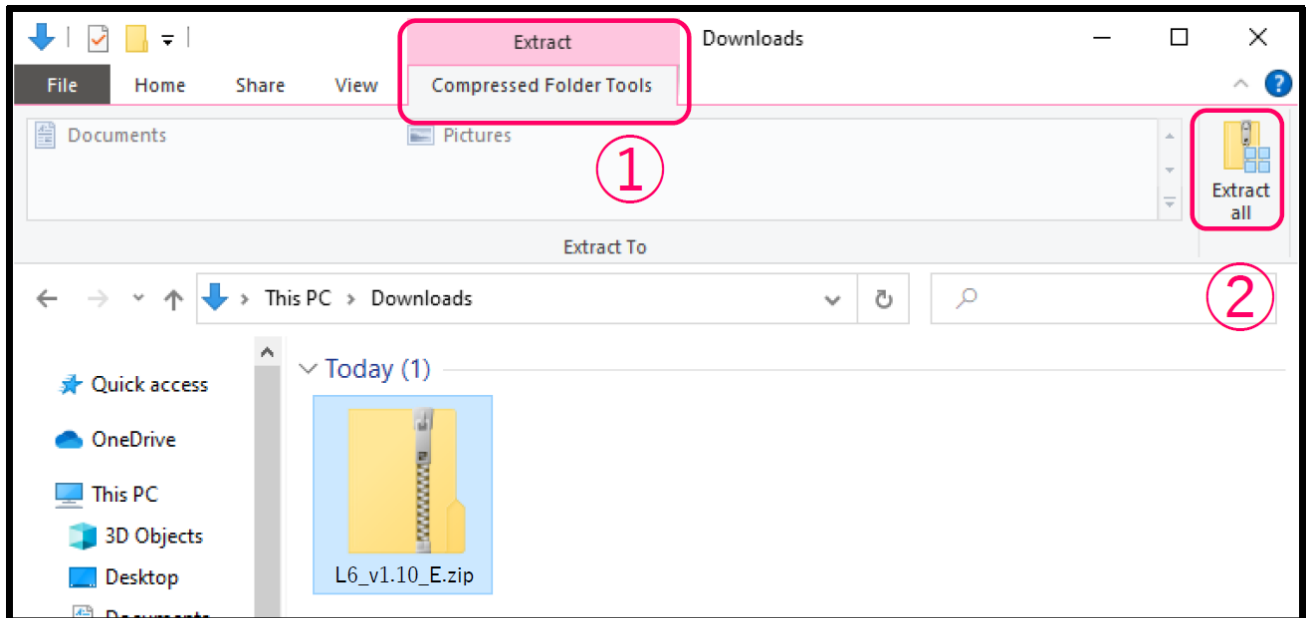 Extract
Downloads
File
Home
Share
View
Compressed Folder Tools
?
Documents
Pictures
①
Extract
all
Extract To
This PC > Downloads
②
Quick access
OneDrive
This PC
3D Objects
Desktop
Documents
Today (1)
L6_v1.10_E.zip